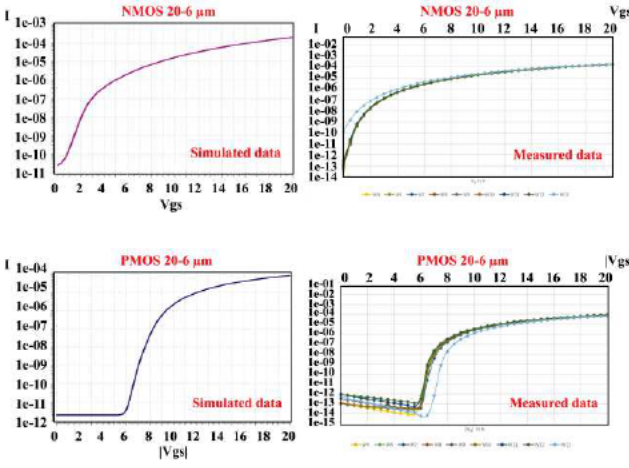 NMOS 20-6 µm
I
1e-03
1e-04
1e-05
1e-06
1e-07
1e-08
1e-09
1e-10
1e-11
Simulated data
0 2 4 6 8 10 12 14 16 18 20
Vgs
NMOS 20-6 µm
I Vgs
0 2 4 6 8 10 12 14 16 18 20
1e-02
1e-03
1e-04
1e-05
1e-06
1e-07
1e-08
1e-09
1e-10
1e-11
1e-12
1e-13
1e-14
Measured data
PMOS 20-6 µm
I
1e-04
1e-05
1e-06
1e-07
1e-08
1e-09
1e-10
1e-11
1e-12
Simulated data
0 2 4 6 8 10 12 14 16 18 20
|Vgs|
PMOS 20-6 µm
I |Vgs
0 2 4 6 8 10 12 14 16 18 20
1e-01
1e-03
1e-04
1e-05
1e-06
1e-07
1e-08
1e-09
1e-10
1e-11
1e-12
1e-13
1e-14
1e-15
Measured data